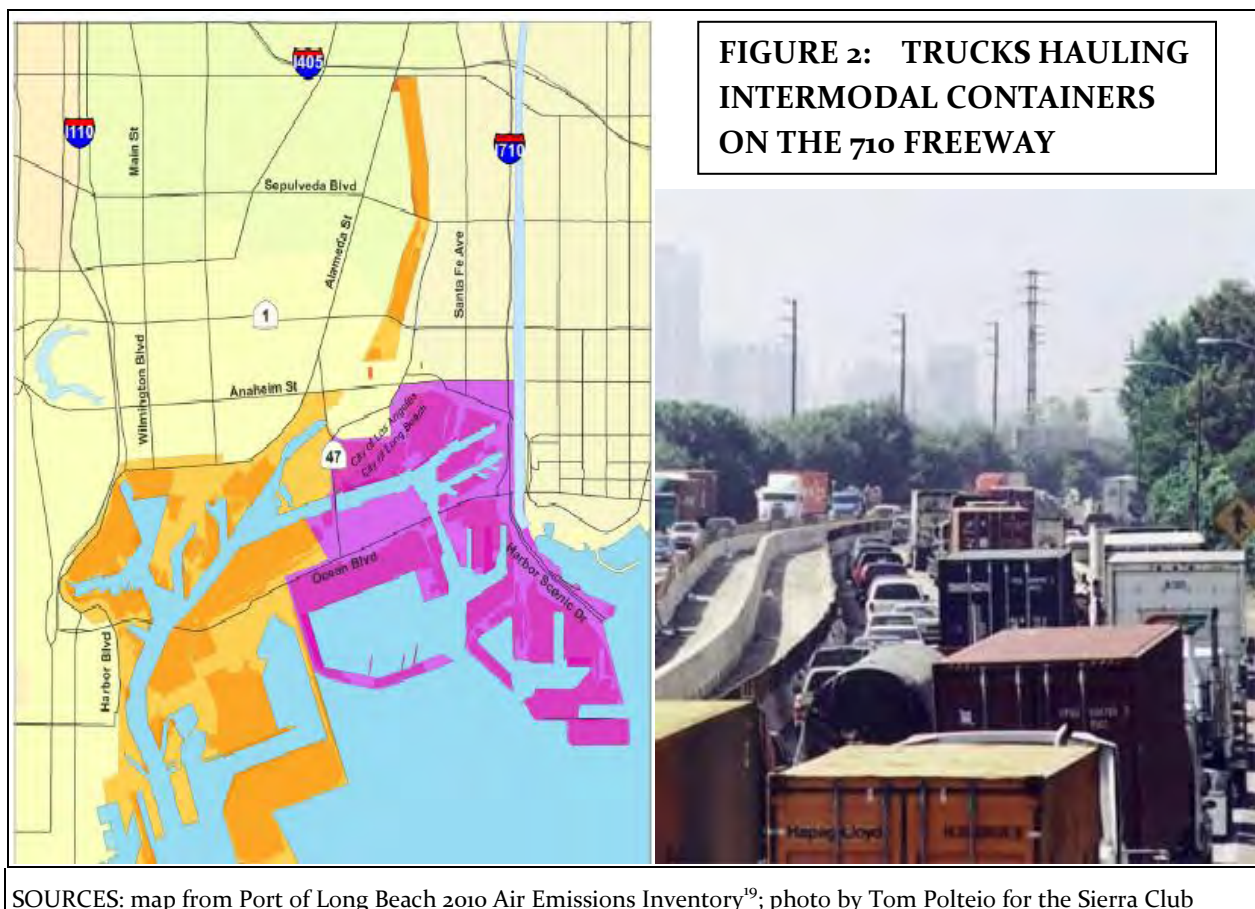 FIGURE 2: TRUCKS HAULING
INTERMODAL CONTAINERS
ON THE 710 FREEWAY
I405
I110
Main St
I710
Sepulveda Blvd
Alameda St
Santa Fe Ave
1
Wilmington Blvd
Anaheim St
City of Los Angeles
City of Long Beach
47
Ocean Blvd
Harbor Scenic Dr
Harbor Blvd
Hapag-Lloyd
SOURCES: map from Port of Long Beach 2010 Air Emissions Inventory¹⁹; photo by Tom Polteio for the Sierra Club